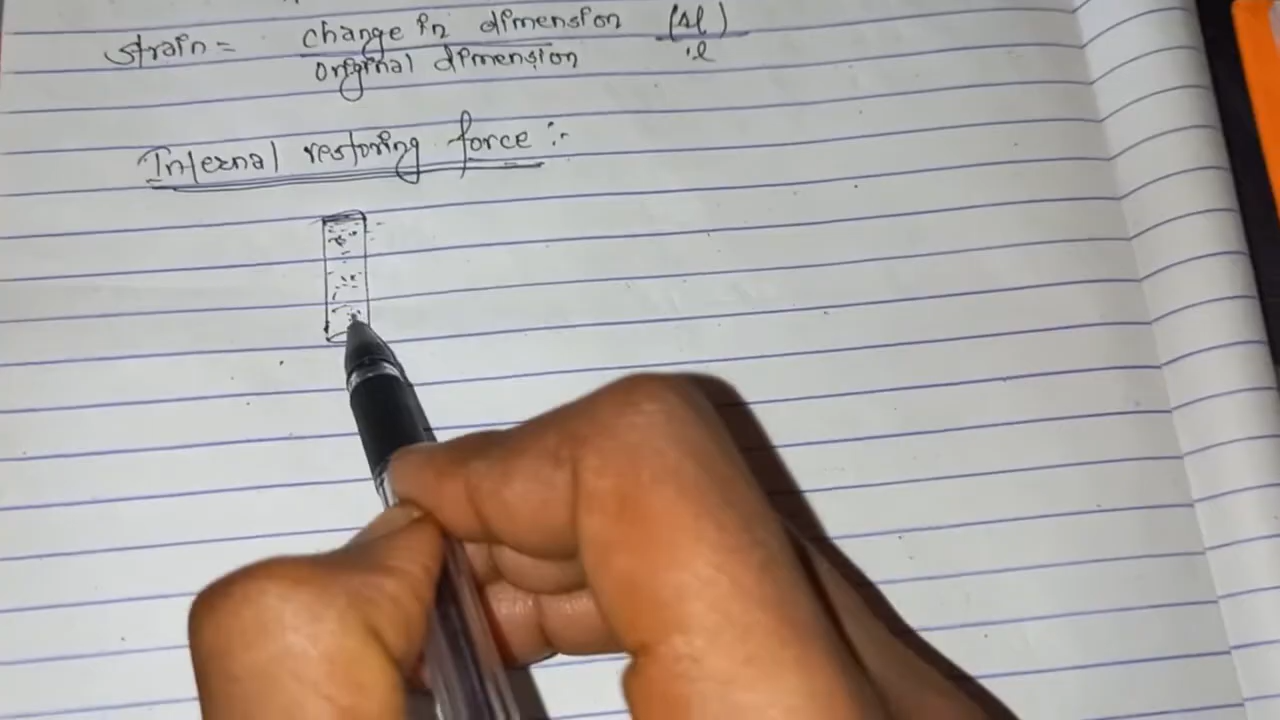 strain = change in dimension (Δl)
original dimension l
Internal restoring force :-